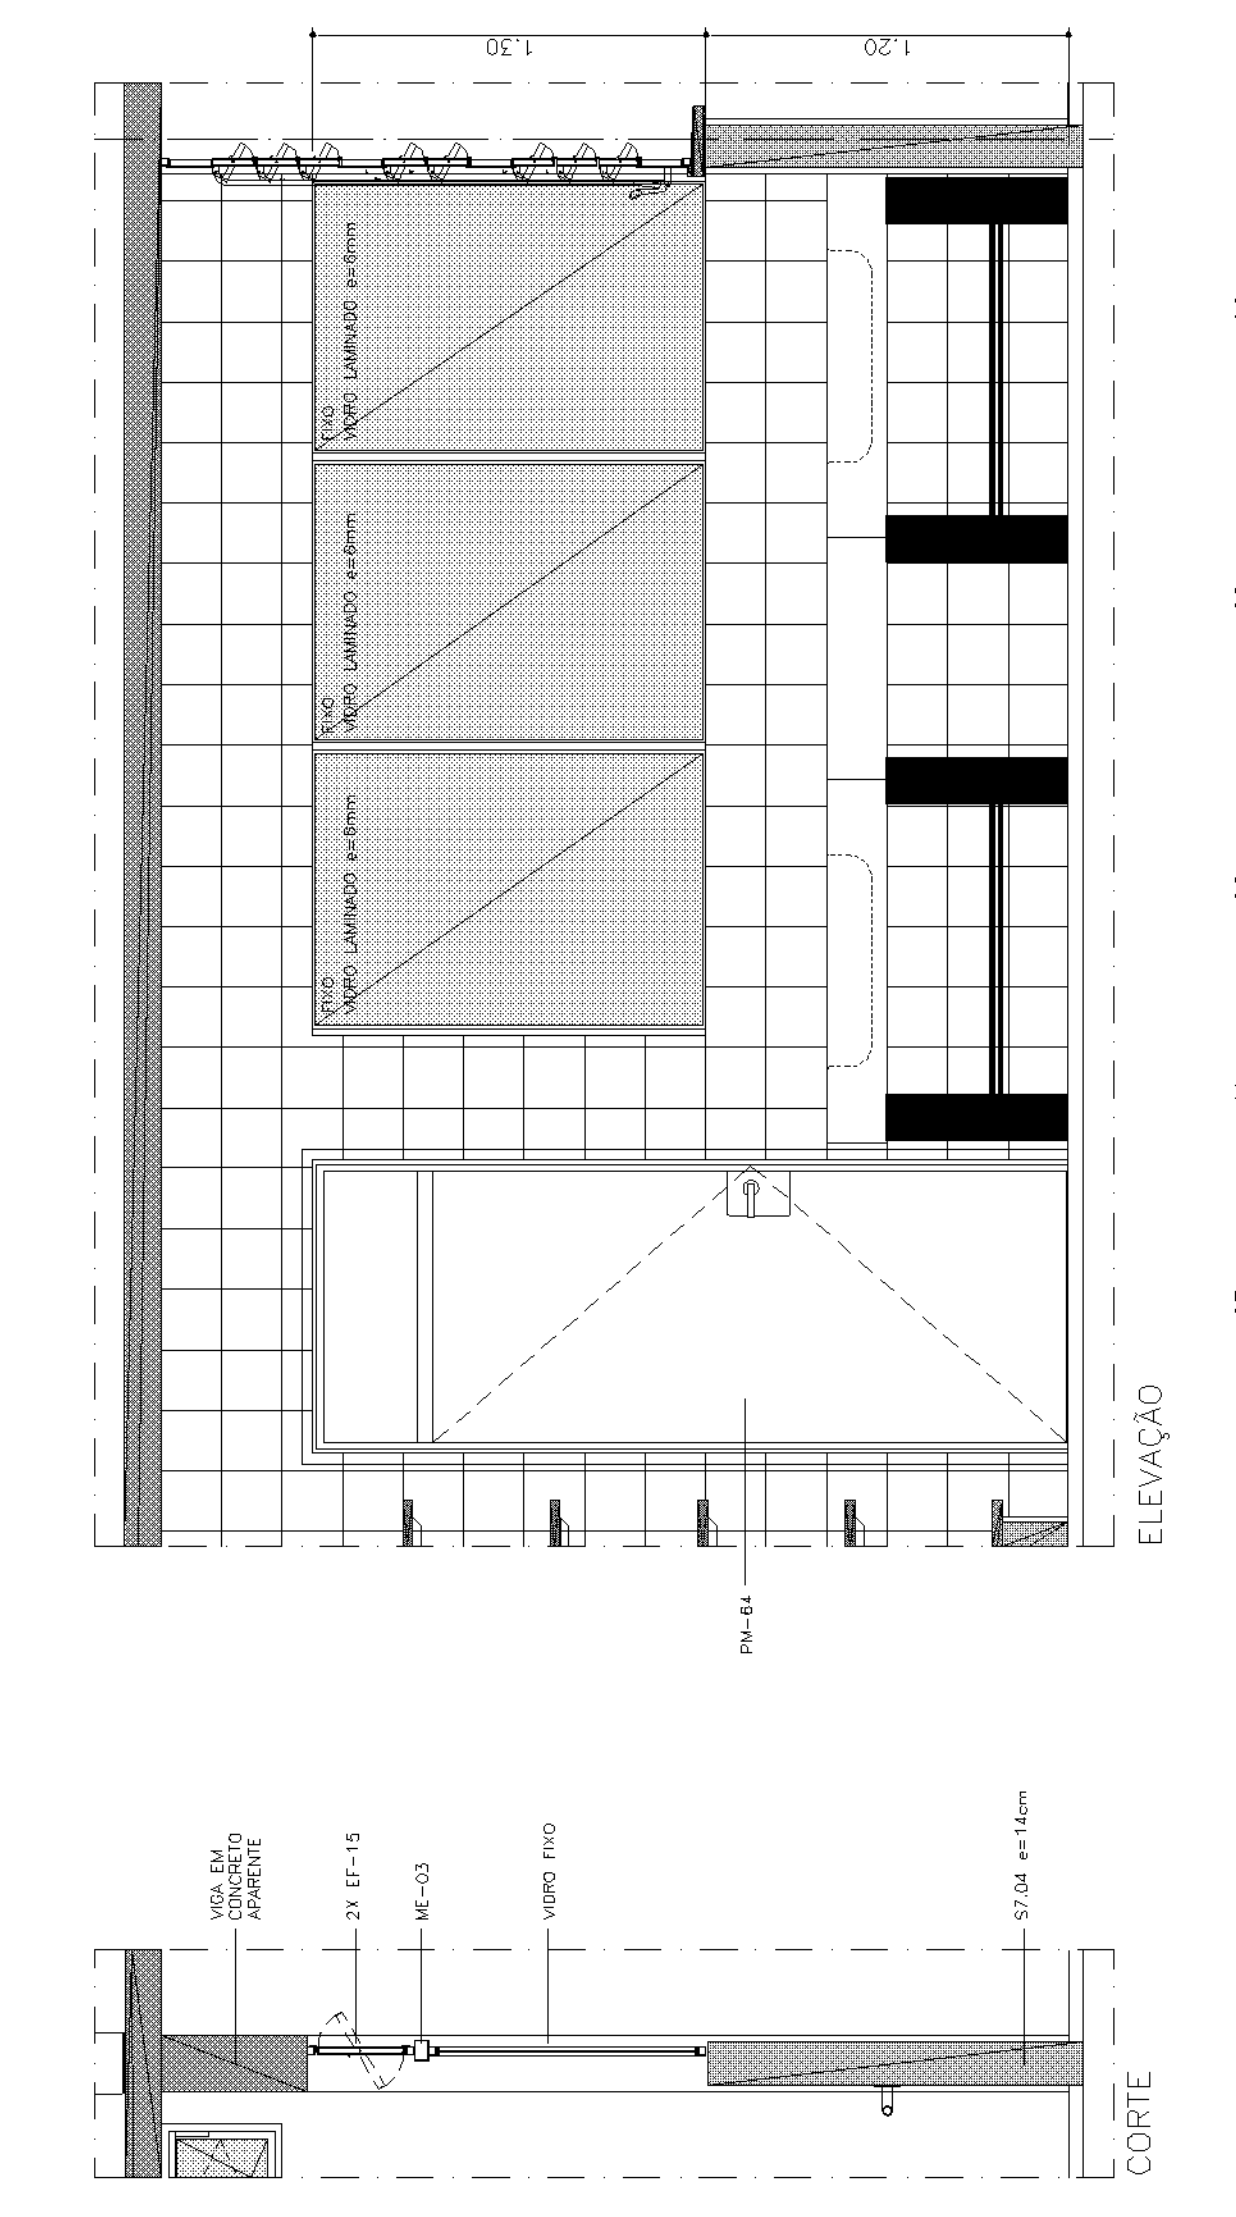 1.30
1.20
FIXO
VIDRO LAMINADO e=6mm
FIXO
VIDRO LAMINADO e=6mm
FIXO
VIDRO LAMINADO e=6mm
PM-64
ELEVAÇÃO
VIGA EM
CONCRETO
APARENTE
2X EF-15
ME-03
VIDRO FIXO
S7.04 e=14cm
CORTE